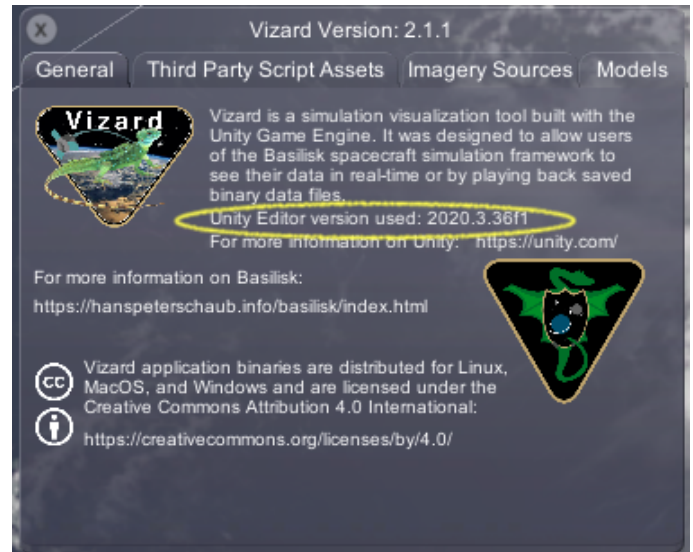 X
Vizard Version: 2.1.1
General Third Party Script Assets Imagery Sources Models
Vizard
Vizard is a simulation visualization tool built with the
Unity Game Engine. It was designed to allow users
of the Basilisk spacecraft simulation framework to
see their data in real-time or by playing back saved
binary data files.
Unity Editor version used: 2020.3.36f1
For more information on Unity: https://unity.com/
For more information on Basilisk:
https://hanspeterschaub.info/basilisk/index.html
cc
Vizard application binaries are distributed for Linux,
MacOS, and Windows and are licensed under the
Creative Commons Attribution 4.0 International:
https://creativecommons.org/licenses/by/4.0/